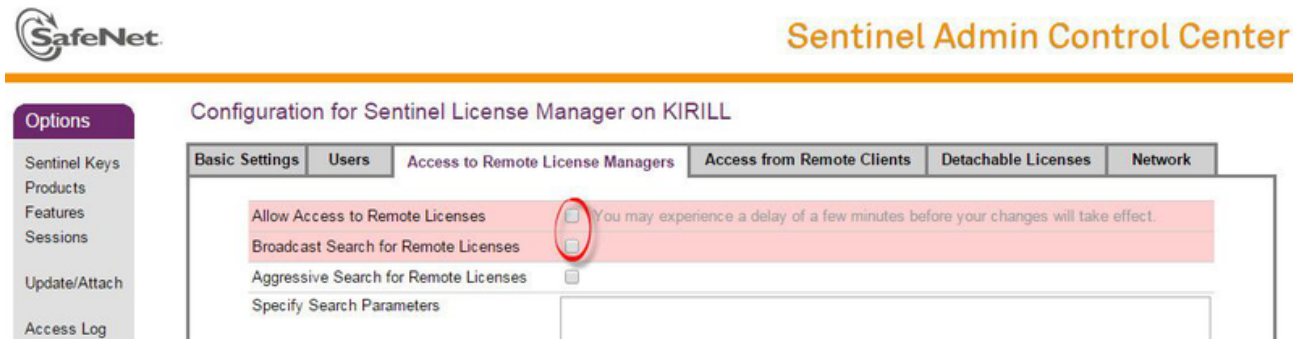 SafeNet.
Sentinel Admin Control Center
Options
Sentinel Keys
Products
Features
Sessions
Update/Attach
Access Log
Configuration for Sentinel License Manager on KIRILL
Basic Settings Users Access to Remote License Managers Access from Remote Clients Detachable Licenses Network
Allow Access to Remote Licenses You may experience a delay of a few minutes before your changes will take effect.
Broadcast Search for Remote Licenses
Aggressive Search for Remote Licenses
Specify Search Parameters